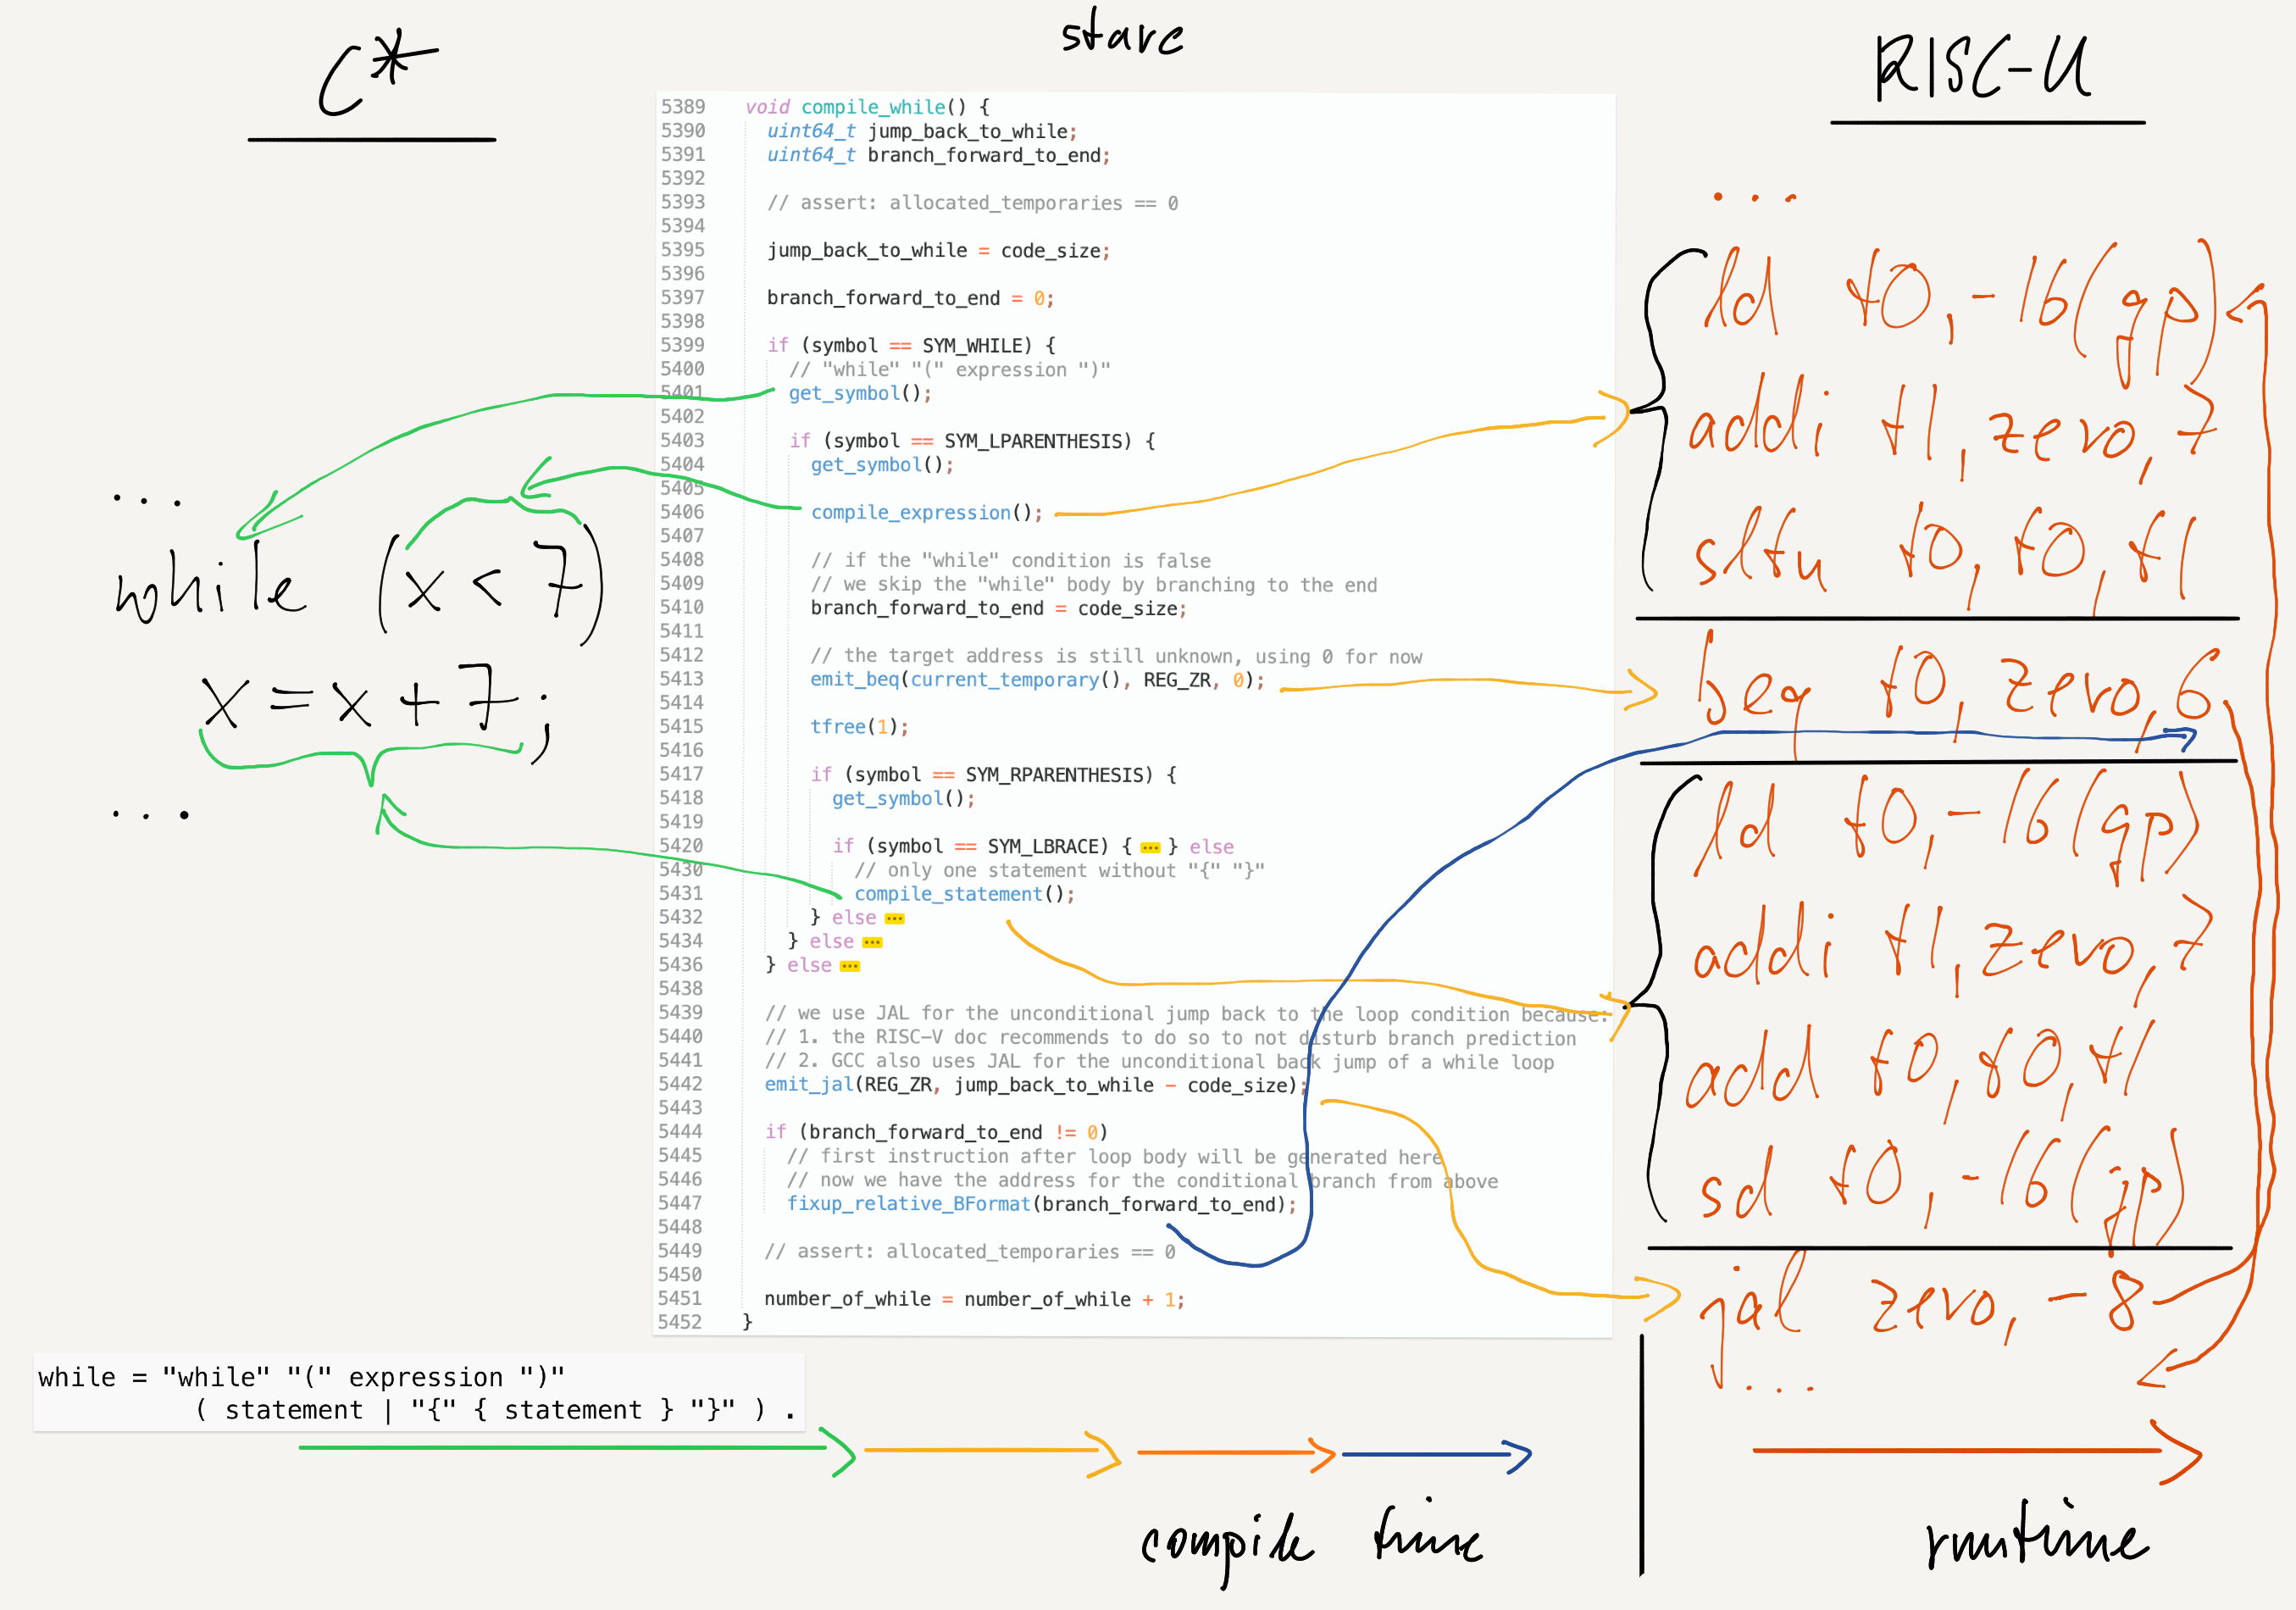 C*
starc
RISC-U
5389 void compile_while() {
5390 uint64_t jump_back_to_while;
5391 uint64_t branch_forward_to_end;
5392
5393 // assert: allocated_temporaries == 0
5394
5395 jump_back_to_while = code_size;
5396
5397 branch_forward_to_end = 0;
5398
5399 if (symbol == SYM_WHILE) {
5400 // "while" "(" expression ")"
5401 get_symbol();
5402
5403 if (symbol == SYM_LPARENTHESIS) {
5404 get_symbol();
5405
5406 compile_expression();
5407
5408 // if the "while" condition is false
5409 // we skip the "while" body by branching to the end
5410 branch_forward_to_end = code_size;
5411
5412 // the target address is still unknown, using 0 for now
5413 emit_beq(current_temporary(), REG_ZR, 0);
5414
5415 tfree(1);
5416
5417 if (symbol == SYM_RPARENTHESIS) {
5418 get_symbol();
5419
5420 if (symbol == SYM_LBRACE) { ... } else
5430 // only one statement without "{" "}"
5431 compile_statement();
5432 } else ...
5434 } else ...
5436 } else ...
5438
5439 // we use JAL for the unconditional jump back to the loop condition because:
5440 // 1. the RISC-V doc recommends to do so to not disturb branch prediction
5441 // 2. GCC also uses JAL for the unconditional back jump of a while loop
5442 emit_jal(REG_ZR, jump_back_to_while - code_size);
5443
5444 if (branch_forward_to_end != 0)
5445 // first instruction after loop body will be generated here
5446 // now we have the address for the conditional branch from above
5447 fixup_relative_BFormat(branch_forward_to_end);
5448
5449 // assert: allocated_temporaries == 0
5450
5451 number_of_while = number_of_while + 1;
5452 }
...
while (x < 7)
x = x + 7;
...
...
ld t0,-16(gp)
addi t1,zero,7
sltu t0,t0,t1
beq t0,zero,6
ld t0,-16(gp)
addi t1,zero,7
add t0,t0,t1
sd t0,-16(gp)
jal zero,-8
...
while = "while" "(" expression ")"
( statement | "{" { statement } "}" ) .
compile time
runtime